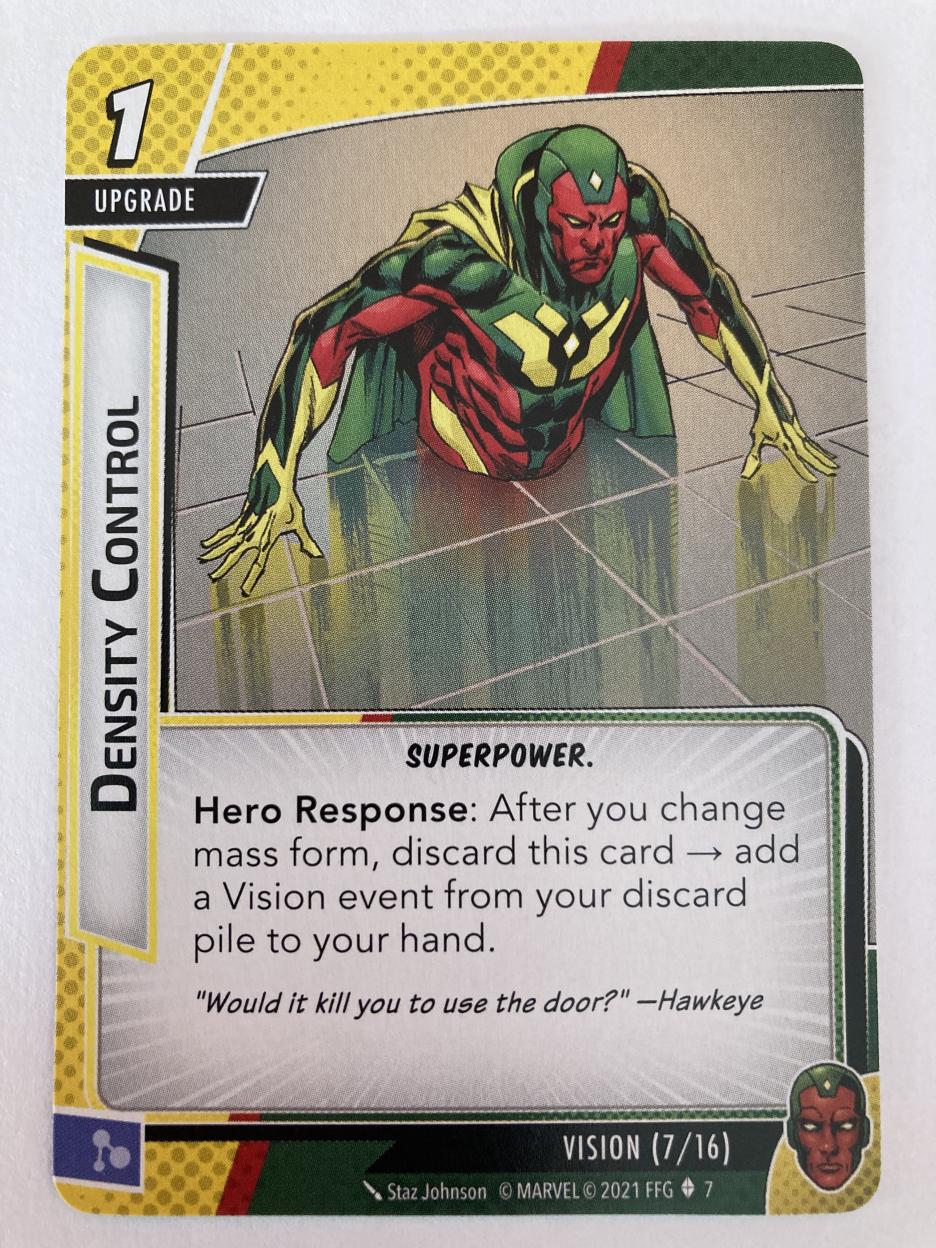 1
UPGRADE
DENSITY CONTROL
SUPERPOWER.
Hero Response: After you change
mass form, discard this card → add
a Vision event from your discard
pile to your hand.
"Would it kill you to use the door?" —Hawkeye
VISION (7/16)
Staz Johnson © MARVEL © 2021 FFG 7